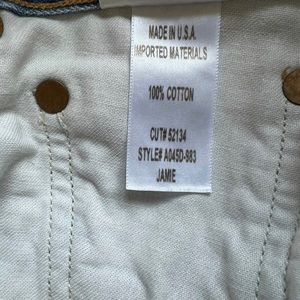 MADE IN U.S.A.
IMPORTED MATERIALS
100% COTTON
CUT# 52134
STYLE# A045D-983
JAMIE